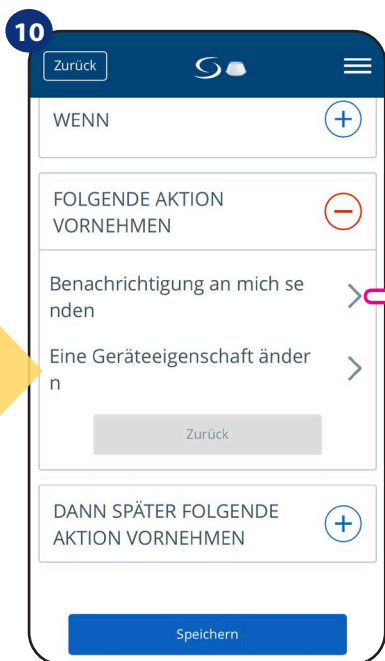 10
Zurück
WENN
FOLGENDE AKTION
VORNEHMEN
Benachrichtigung an mich se
nden
Eine Geräteeigenschaft änder
n
Zurück
DANN SPÄTER FOLGENDE
AKTION VORNEHMEN
Speichern